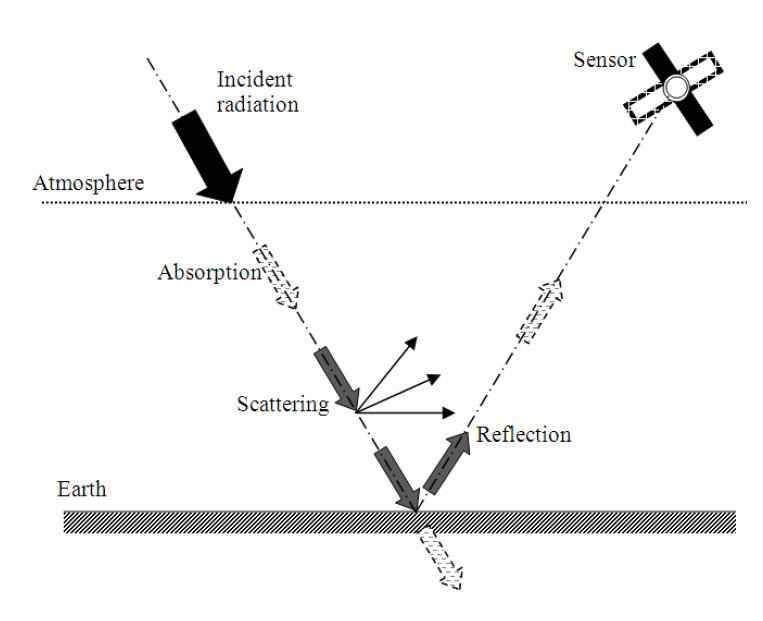 Sensor
Incident
radiation
Atmosphere
Absorption
Scattering
Reflection
Earth